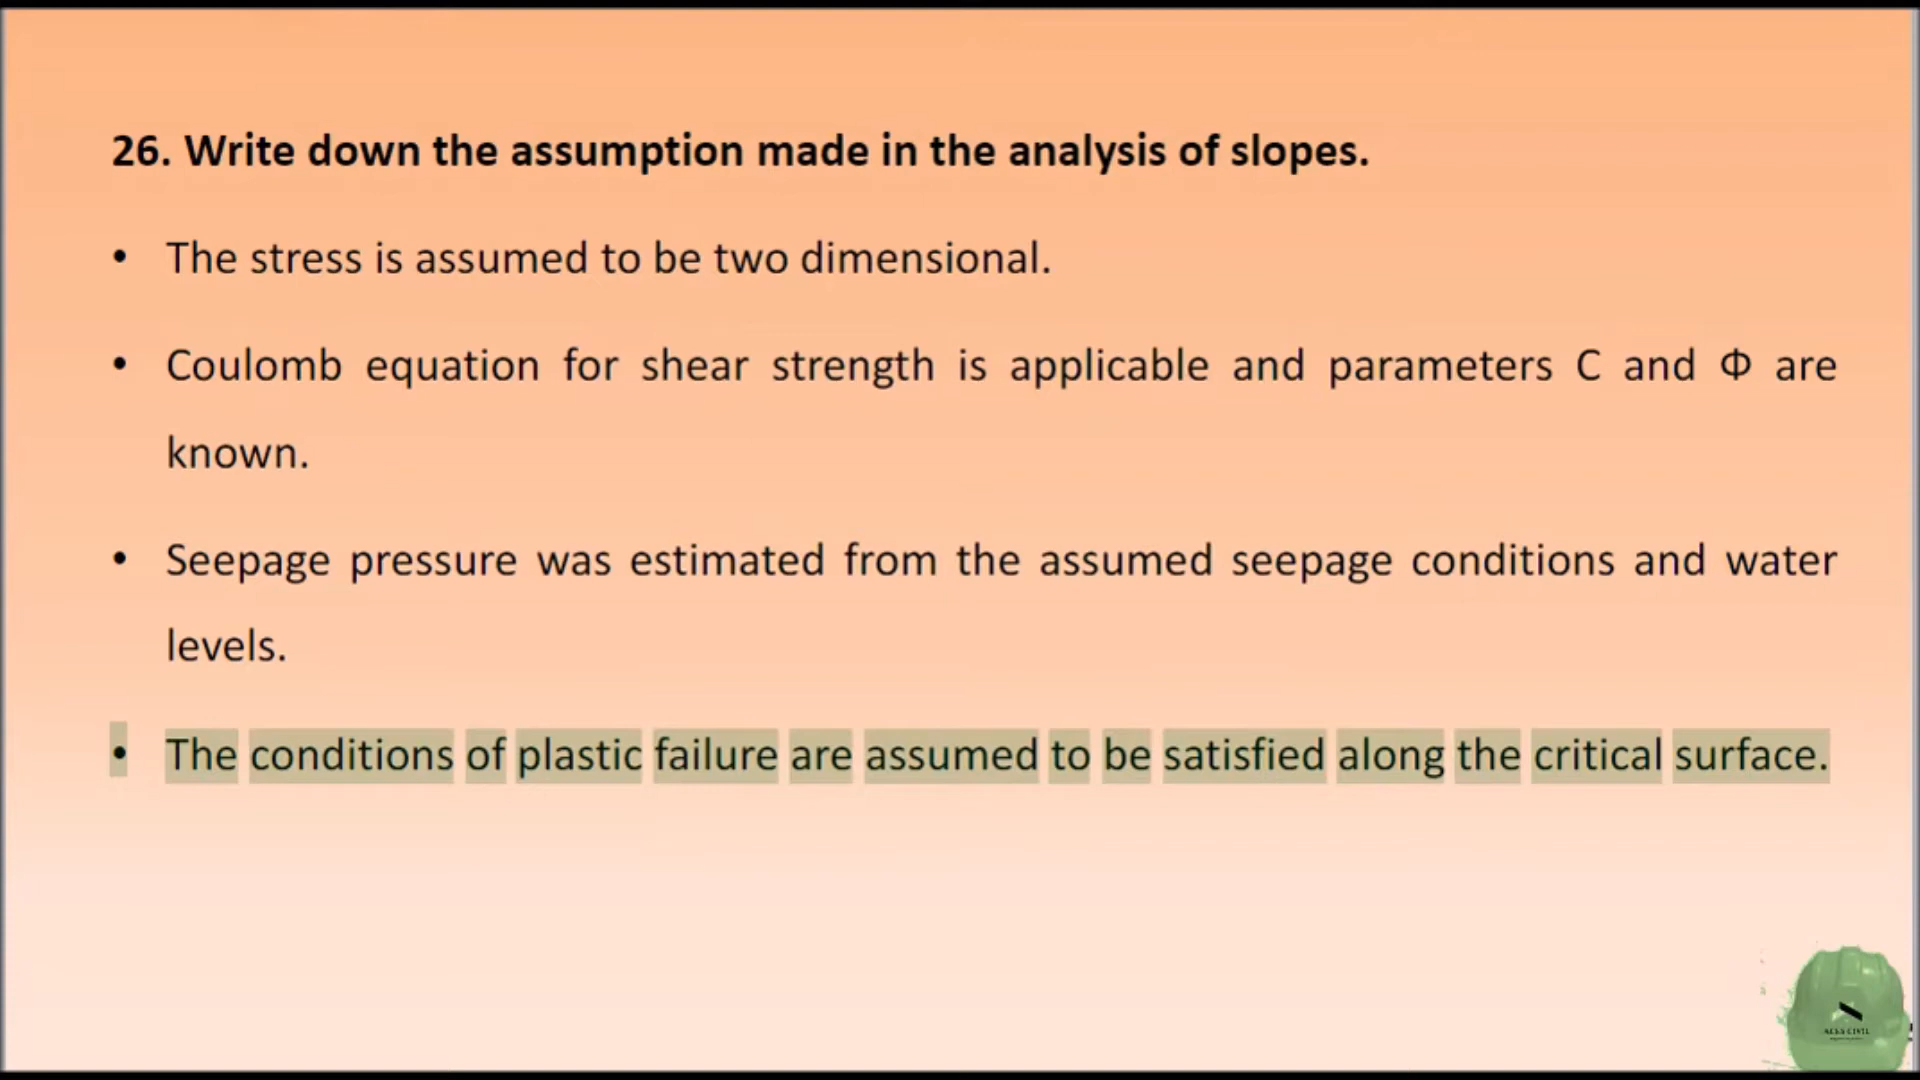 26. Write down the assumption made in the analysis of slopes.
• The stress is assumed to be two dimensional.
• Coulomb equation for shear strength is applicable and parameters C and Φ are
known.
• Seepage pressure was estimated from the assumed seepage conditions and water
levels.
• The conditions of plastic failure are assumed to be satisfied along the critical surface.